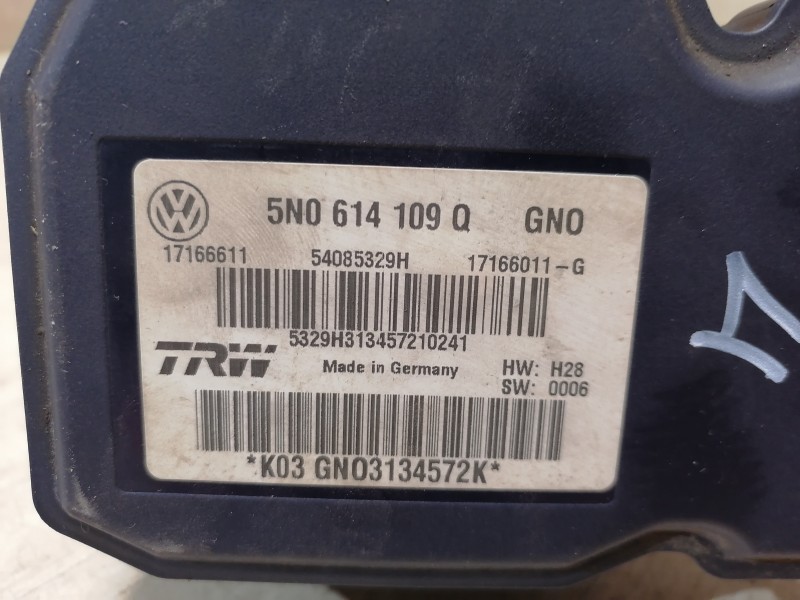 5N0 614 109 Q GNO
17166611 54085329H 17166011-G
5329H313457210241
TRW Made in Germany HW: H28
SW: 0006
*K03 GNO3134572K*